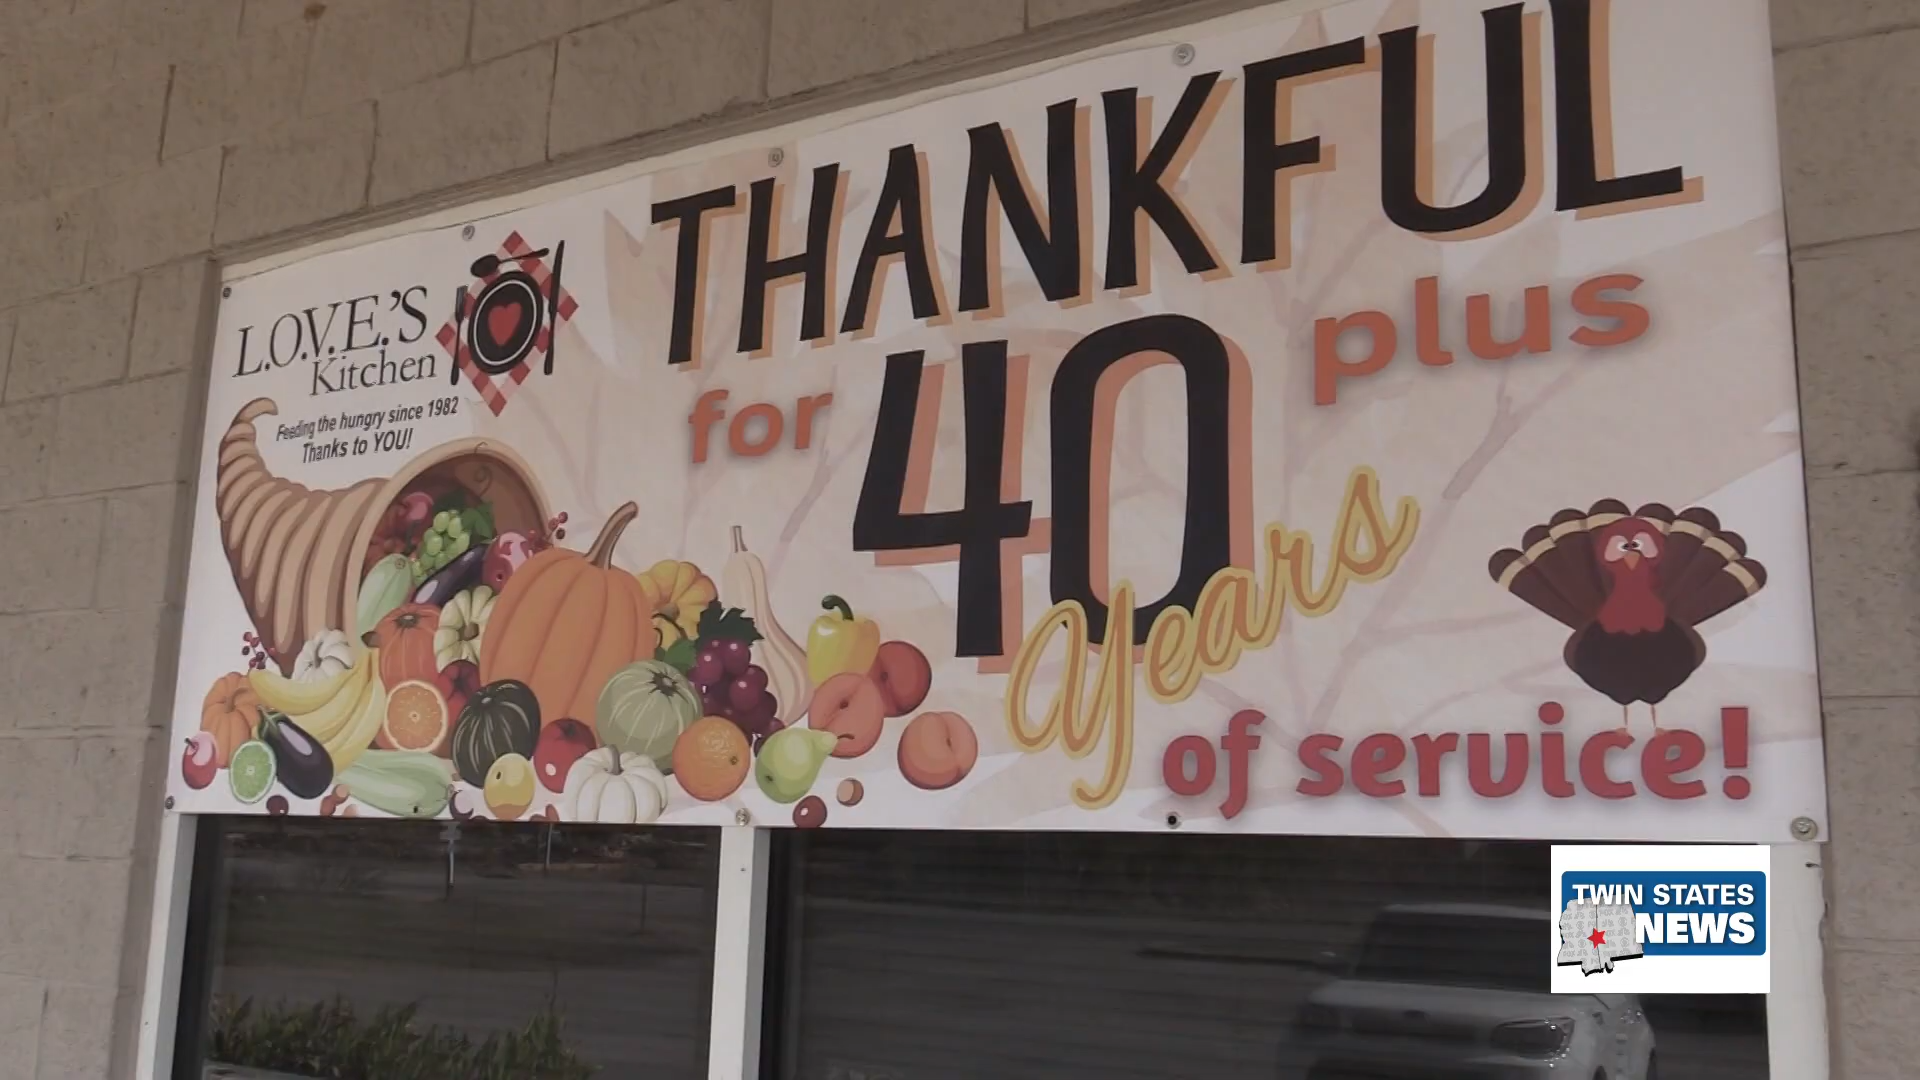 L.O.V.E.'S
Kitchen
Feeding the hungry since 1982
Thanks to YOU!
THANKFUL
for 40 plus
Years
of service!
TWIN STATES
NEWS